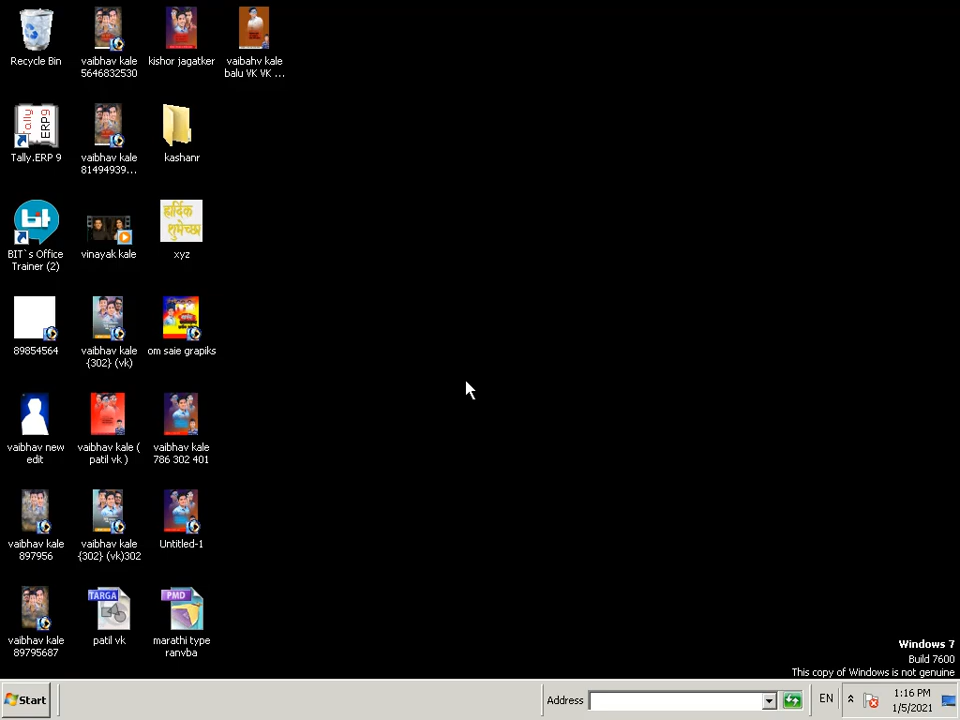 Recycle Bin
vaibhav kale
5646832530
kishor jagatker
vaibahv kale
balu VK VK ...
Tally
ERP9
Tally.ERP 9
vaibhav kale
81494939...
kashanr
BIT`s Office
Trainer (2)
vinayak kale
हार्दिक
शुभेच्छा
xyz
89854564
vaibhav kale
{302} (vk)
om saie grapiks
vaibhav new
edit
vaibhav kale (
patil vk )
vaibhav kale
786 302 401
vaibhav kale
897956
vaibhav kale
{302} (vk)302
Untitled-1
vaibhav kale
89795687
TARGA
patil vk
PMD
marathi type
ranvba
Windows 7
Build 7600
This copy of Windows is not genuine
Start
Address
EN
1:16 PM
1/5/2021